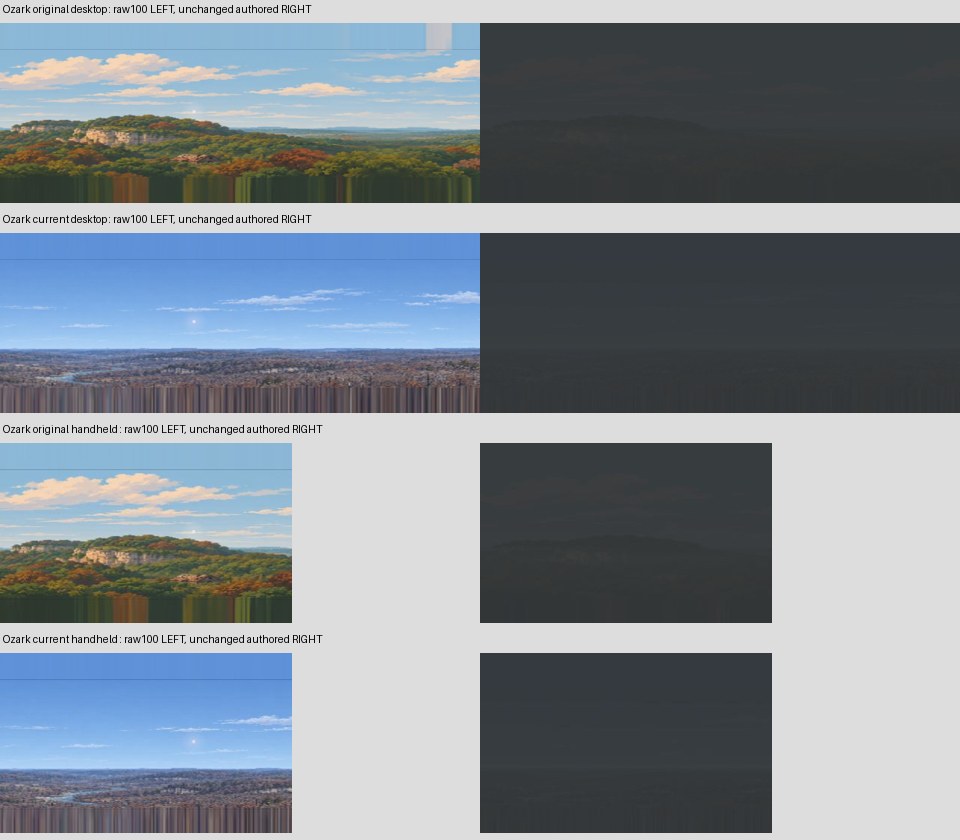 Ozark original desktop: raw100 LEFT, unchanged authored RIGHT
Ozark current desktop: raw100 LEFT, unchanged authored RIGHT
Ozark original handheld: raw100 LEFT, unchanged authored RIGHT
Ozark current handheld: raw100 LEFT, unchanged authored RIGHT